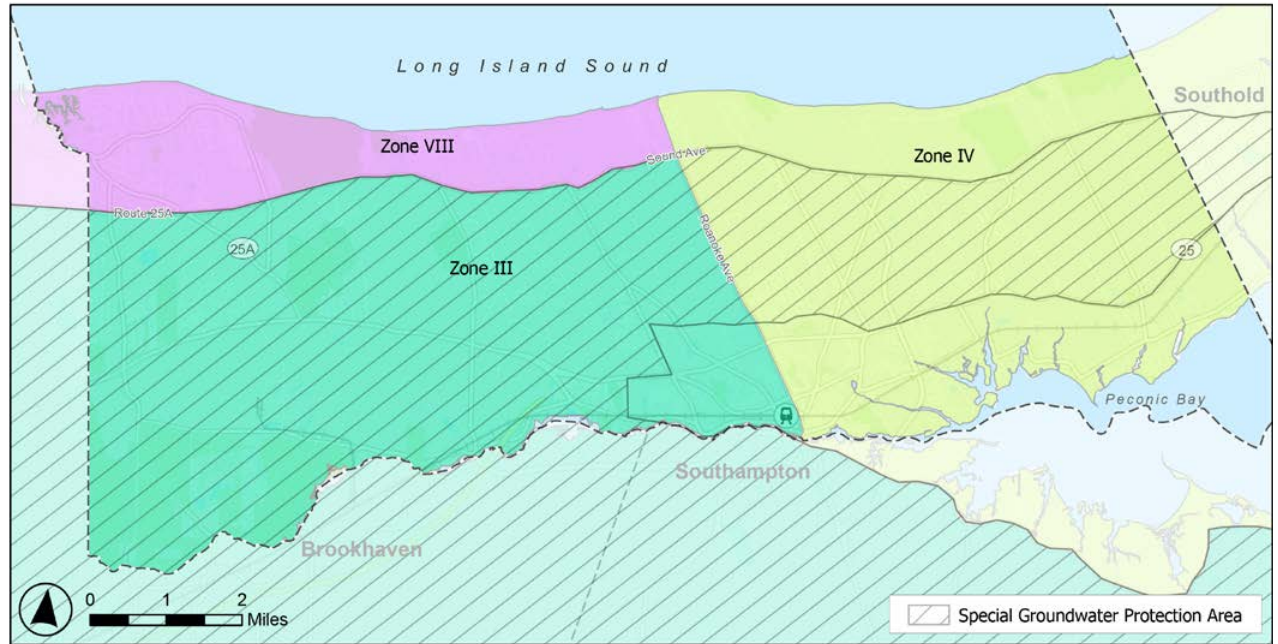 Long Island Sound
Southold
Zone VIII
Sound Ave
Zone IV
Route 25A
25A
Roanoke Ave
25
Zone III
Peconic Bay
Southampton
Brookhaven
0 1 2
Miles
Special Groundwater Protection Area